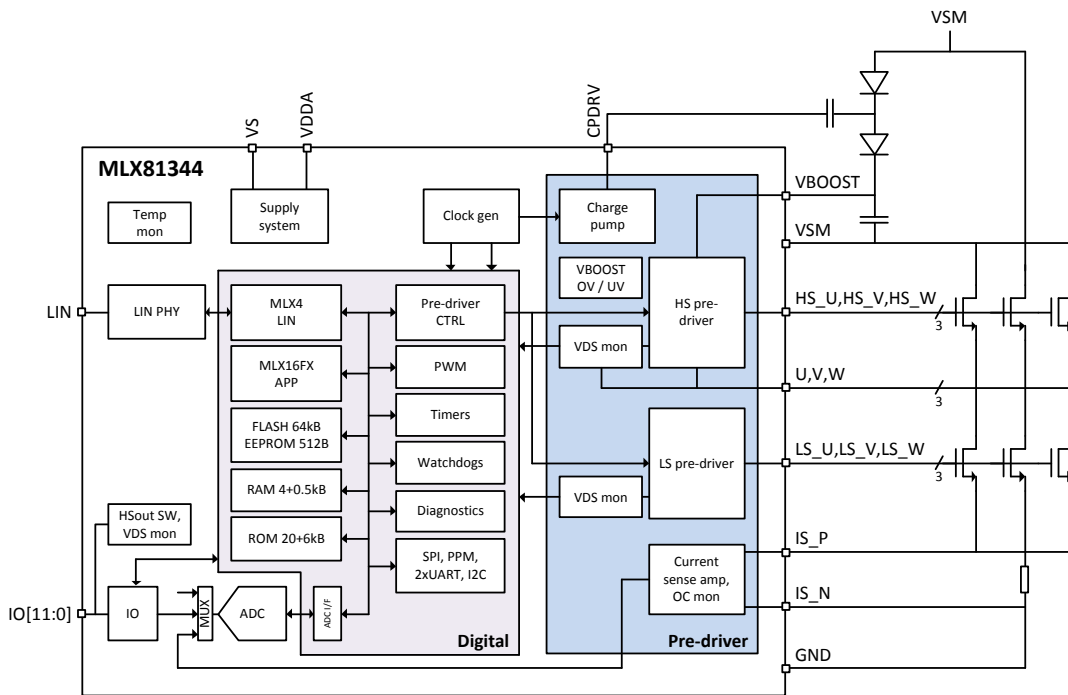 VSM
VS
VDDA
CPDRV
MLX81344
Temp
mon
Supply
system
Clock gen
Charge
pump
VBOOST
VSM
VBOOST
OV / UV
HS pre-
driver
LIN
LIN PHY
MLX4
LIN
Pre-driver
CTRL
HS_U,HS_V,HS_W
3
VDS mon
MLX16FX
APP
PWM
U,V,W
3
FLASH 64kB
EEPROM 512B
Timers
Watchdogs
LS pre-driver
LS_U,LS_V,LS_W
3
RAM 4+0.5kB
VDS mon
HSout SW,
VDS mon
ROM 20+6kB
Diagnostics
SPI, PPM,
2xUART, I2C
Current
sense amp,
OC mon
IS_P
IS_N
IO[11:0]
IO
MUX
ADC
ADC I/F
Digital
Pre-driver
GND